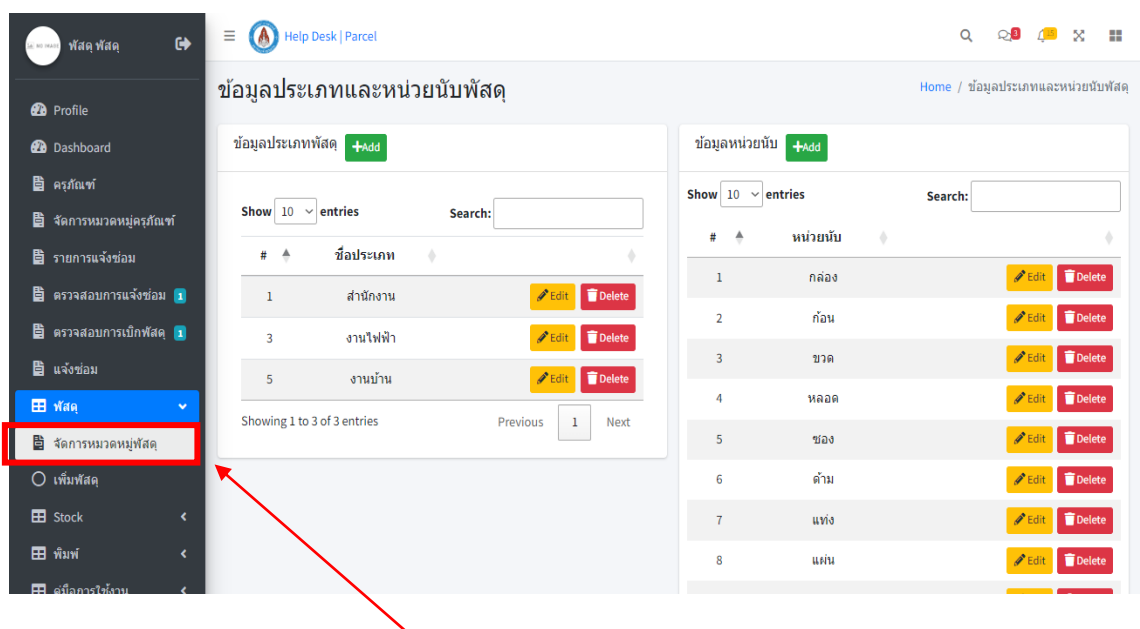 พัสดุ พัสดุ
Help Desk | Parcel
3
ข้อมูลประเภทและหน่วยนับพัสดุ
Home / ข้อมูลประเภทและหน่วยนับพัสดุ
Profile
Dashboard
ครุภัณฑ์
จัดการหมวดหมู่ครุภัณฑ์
รายการแจ้งซ่อม
ตรวจสอบการแจ้งซ่อม 1
ตรวจสอบการเบิกพัสดุ 1
แจ้งซ่อม
พัสดุ
จัดการหมวดหมู่พัสดุ
เพิ่มพัสดุ
Stock
พิมพ์
คู่มือการใช้งาน
ข้อมูลประเภทพัสดุ +Add
Show 10 entries Search:
# ชื่อประเภท
1 สำนักงาน Edit Delete
3 งานไฟฟ้า Edit Delete
5 งานบ้าน Edit Delete
Showing 1 to 3 of 3 entries Previous 1 Next
ข้อมูลหน่วยนับ +Add
Show 10 entries Search:
# หน่วยนับ
1 กล่อง Edit Delete
2 ก้อน Edit Delete
3 ขวด Edit Delete
4 หลอด Edit Delete
5 ซอง Edit Delete
6 ด้าม Edit Delete
7 แท่ง Edit Delete
8 แผ่น Edit Delete